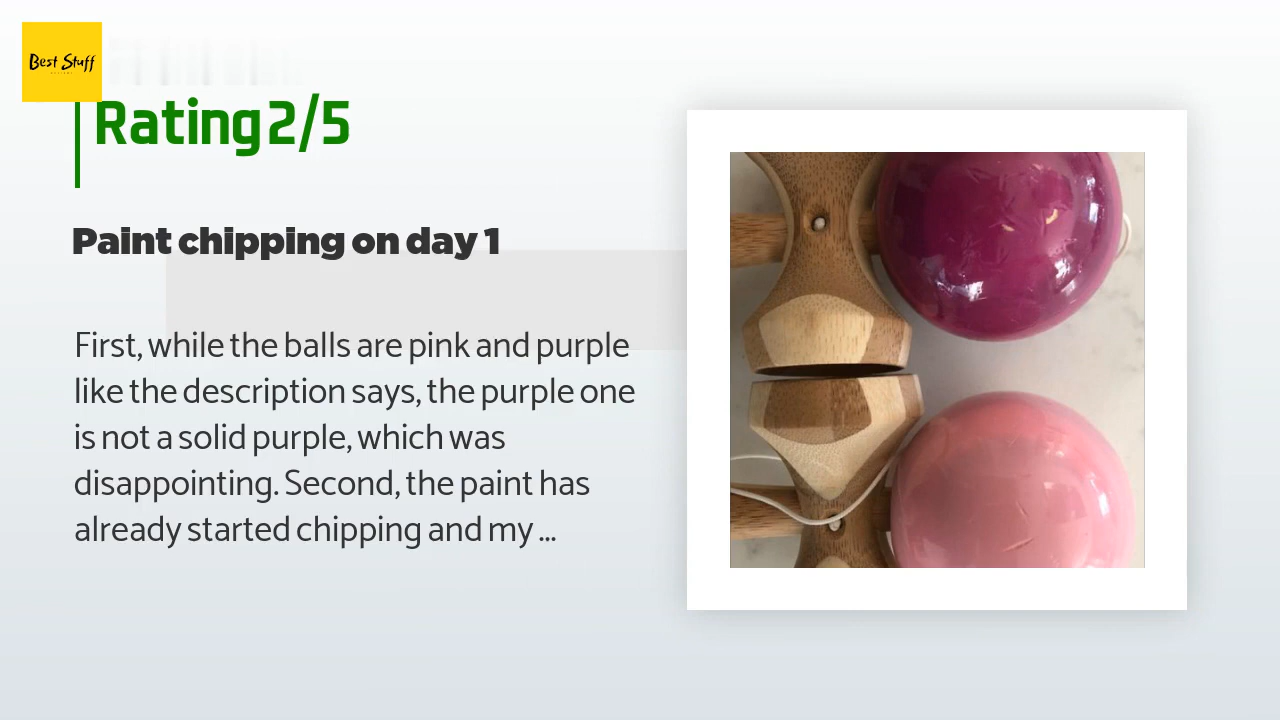 Best Stuff
Rating 2/5
Paint chipping on day 1
First, while the balls are pink and purple
like the description says, the purple one
is not a solid purple, which was
disappointing. Second, the paint has
already started chipping and my ...